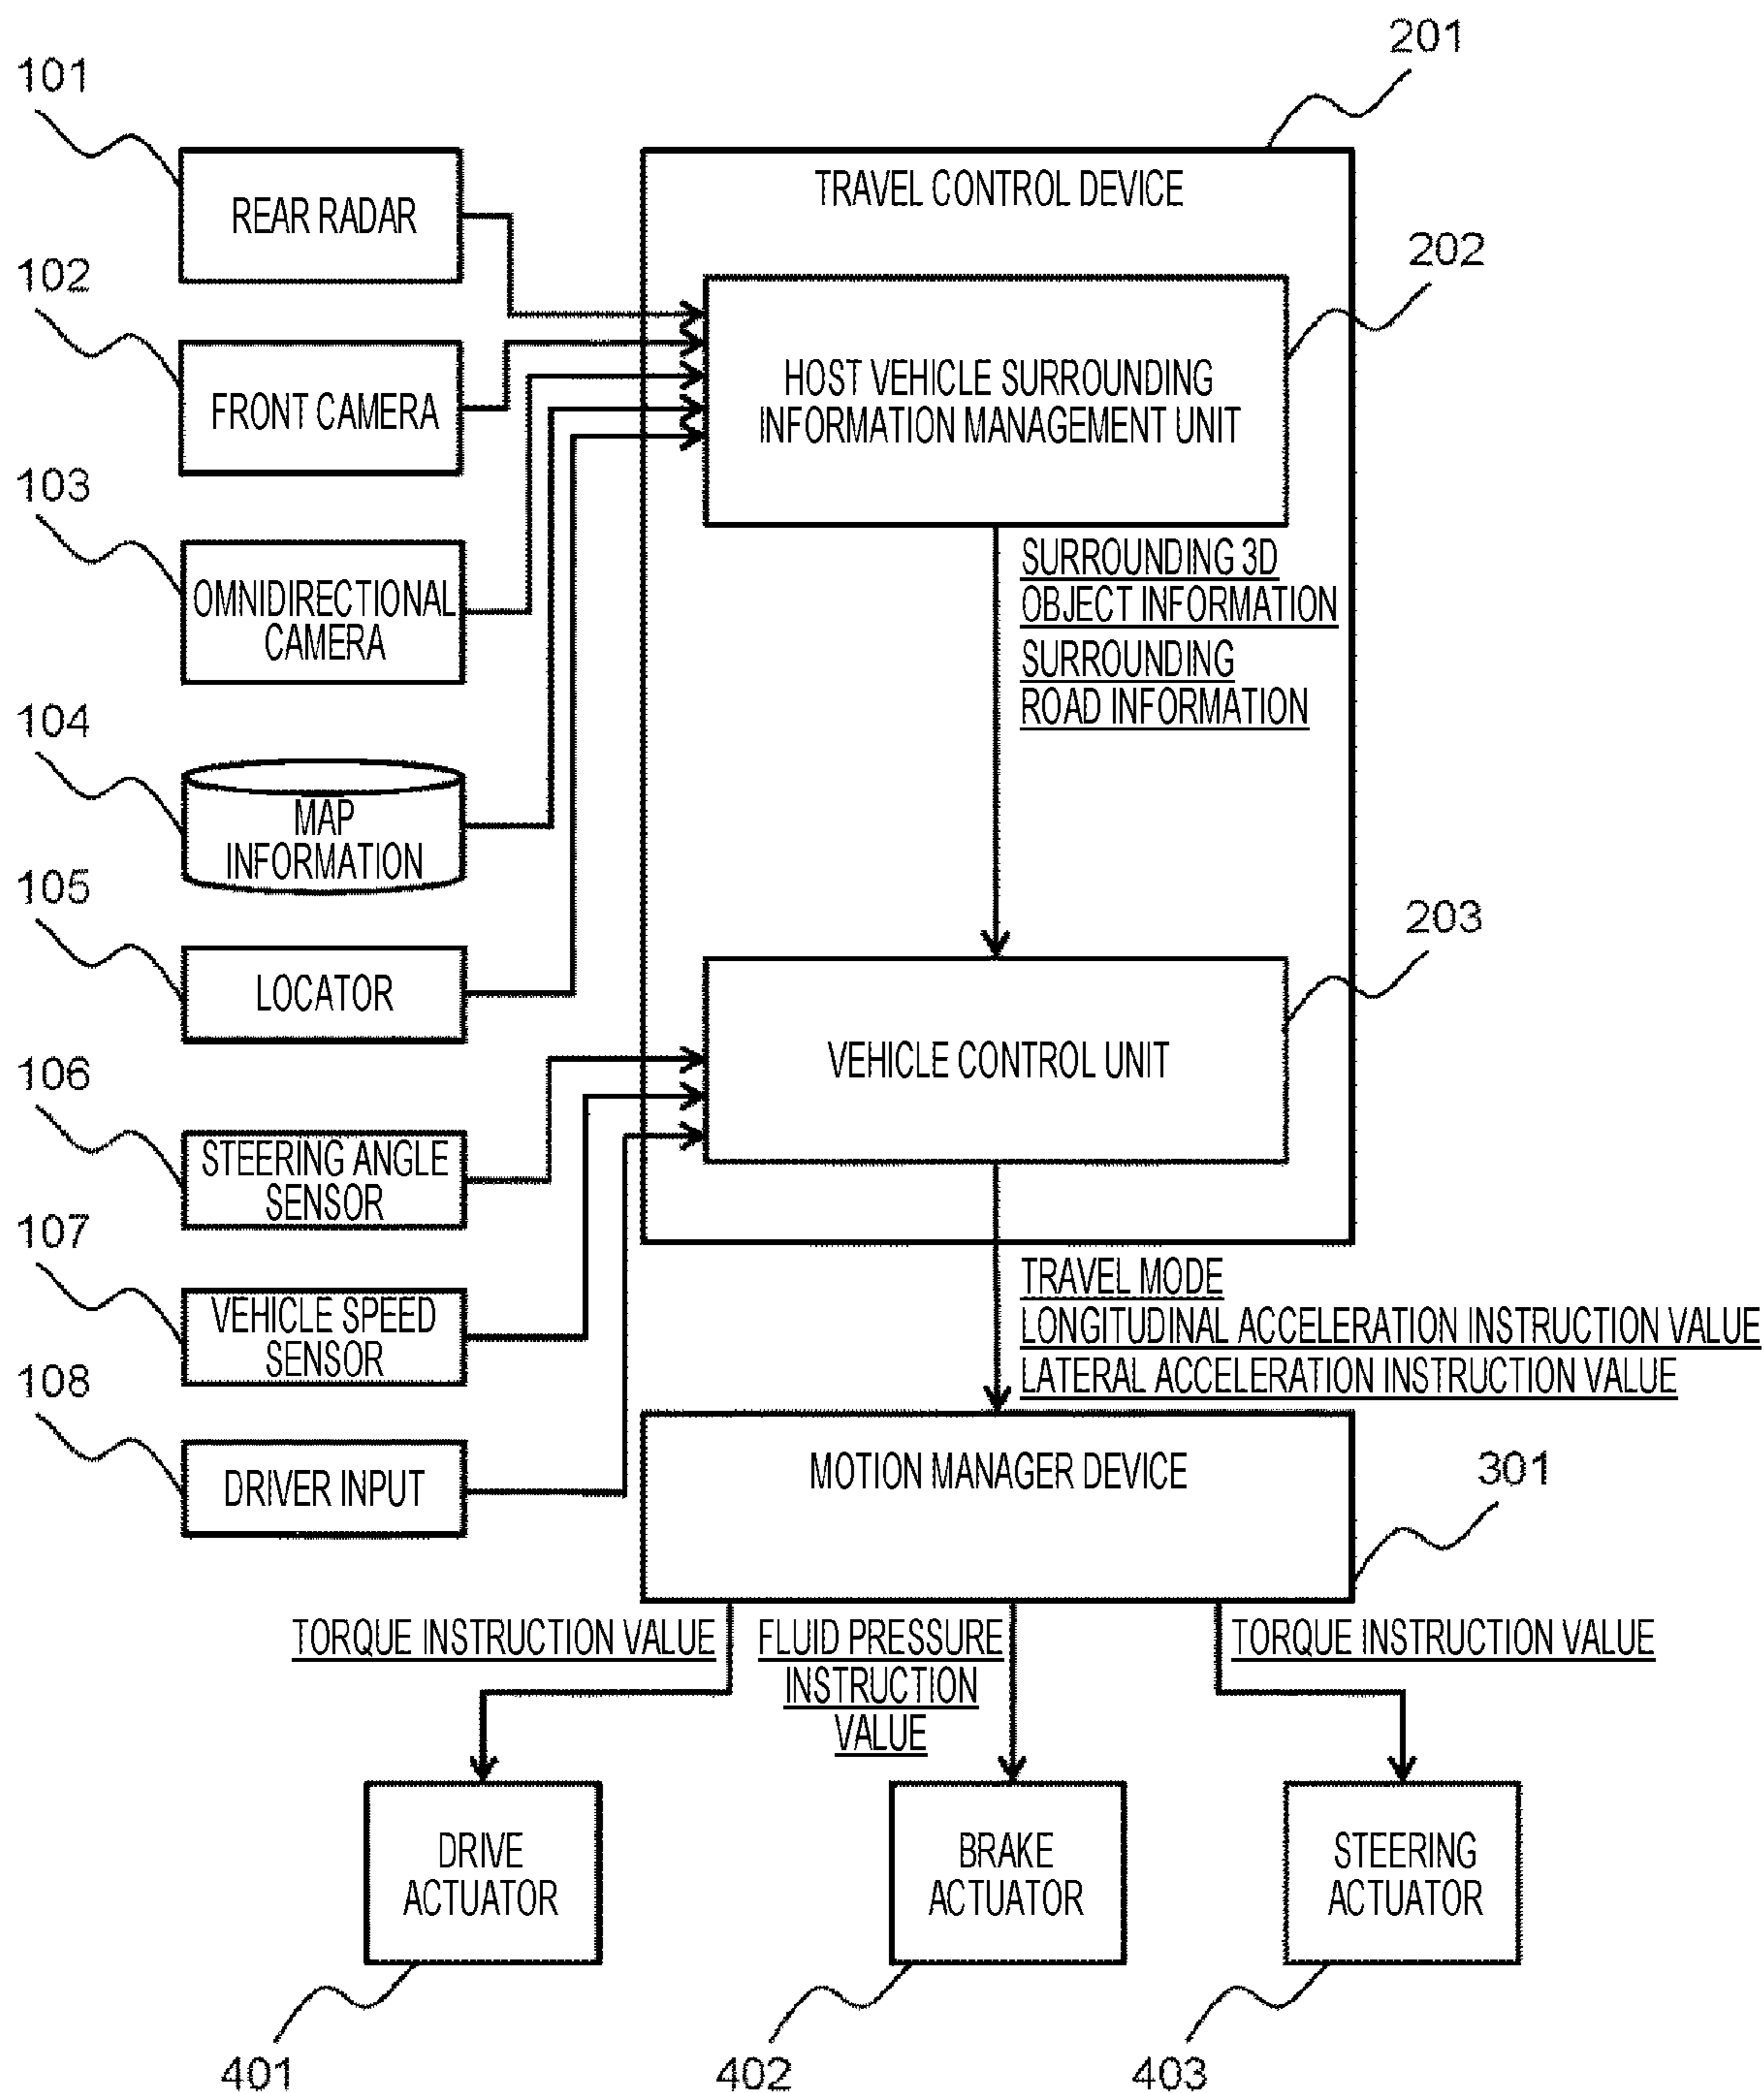 201
101
TRAVEL CONTROL DEVICE
REAR RADAR
202
102
HOST VEHICLE SURROUNDING
INFORMATION MANAGEMENT UNIT
FRONT CAMERA
103
SURROUNDING 3D
OBJECT INFORMATION
SURROUNDING
ROAD INFORMATION
OMNIDIRECTIONAL
CAMERA
104
MAP
INFORMATION
105
203
LOCATOR
VEHICLE CONTROL UNIT
106
STEERING ANGLE
SENSOR
107
TRAVEL MODE
LONGITUDINAL ACCELERATION INSTRUCTION VALUE
LATERAL ACCELERATION INSTRUCTION VALUE
VEHICLE SPEED
SENSOR
108
MOTION MANAGER DEVICE
301
DRIVER INPUT
TORQUE INSTRUCTION VALUE
FLUID PRESSURE
INSTRUCTION
VALUE
TORQUE INSTRUCTION VALUE
DRIVE
ACTUATOR
BRAKE
ACTUATOR
STEERING
ACTUATOR
401
402
403